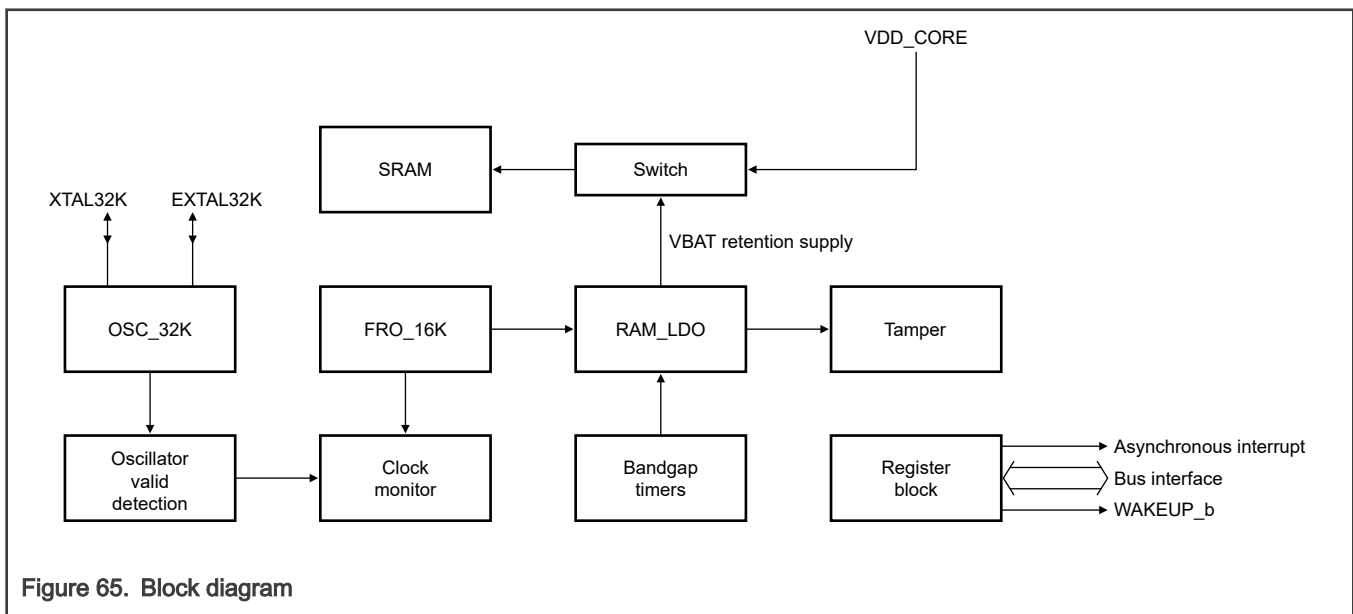 VDD_CORE
SRAM
Switch
XTAL32K
EXTAL32K
VBAT retention supply
OSC_32K
FRO_16K
RAM_LDO
Tamper
Oscillator
valid
detection
Clock
monitor
Bandgap
timers
Register
block
Asynchronous interrupt
Bus interface
WAKEUP_b
Figure 65. Block diagram